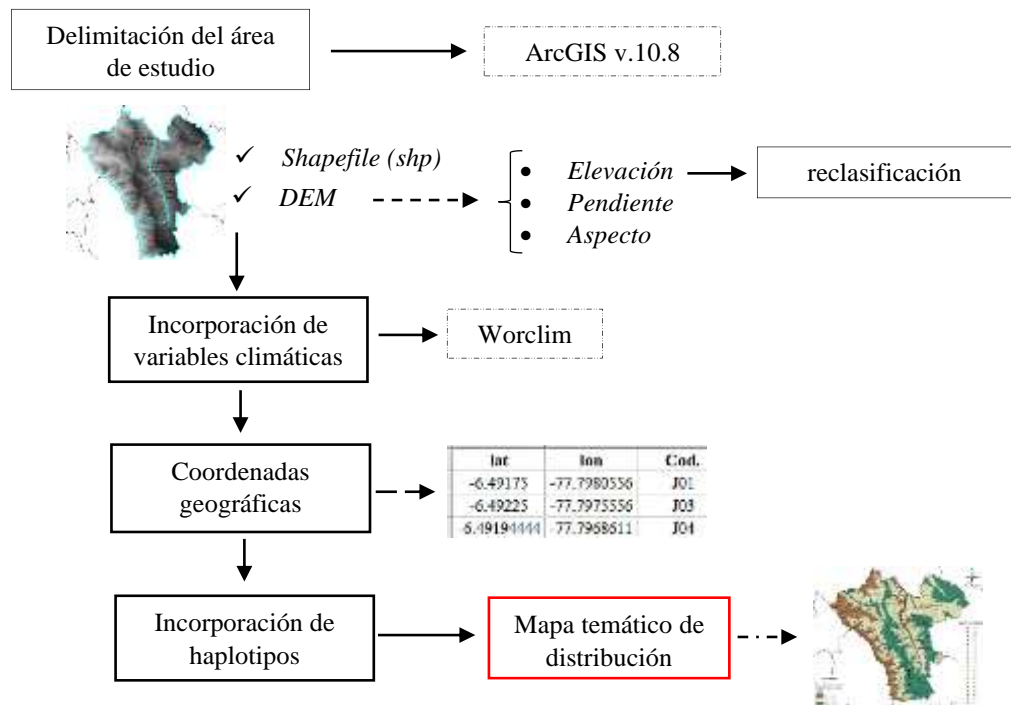 Delimitación del área
de estudio
ArcGIS v.10.8
Shapefile (shp)
DEM
Elevación
Pendiente
Aspecto
reclasificación
Incorporación de
variables climáticas
Worclim
Coordenadas
geográficas
lat lon Cod.
-6.49175 -77.7980556 J01
-6.49225 -77.7975556 J03
-6.49194444 -77.7968611 J04
Incorporación de
haplotipos
Mapa temático de
distribución